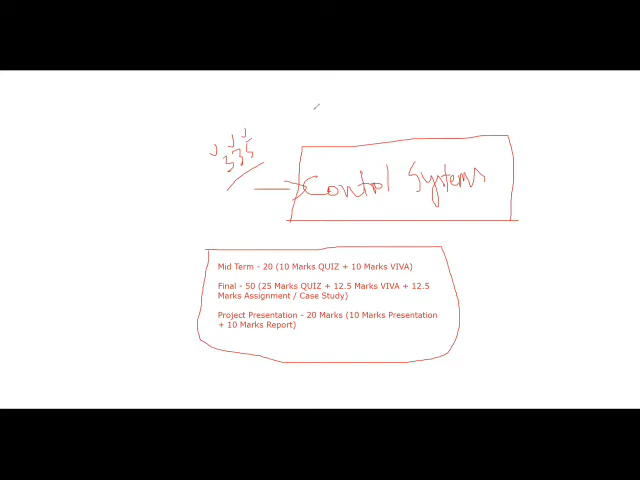 335
Control Systems
Mid Term - 20 (10 Marks QUIZ + 10 Marks VIVA)
Final - 50 (25 Marks QUIZ + 12.5 Marks VIVA + 12.5
Marks Assignment / Case Study)
Project Presentation - 20 Marks (10 Marks Presentation
+ 10 Marks Report)